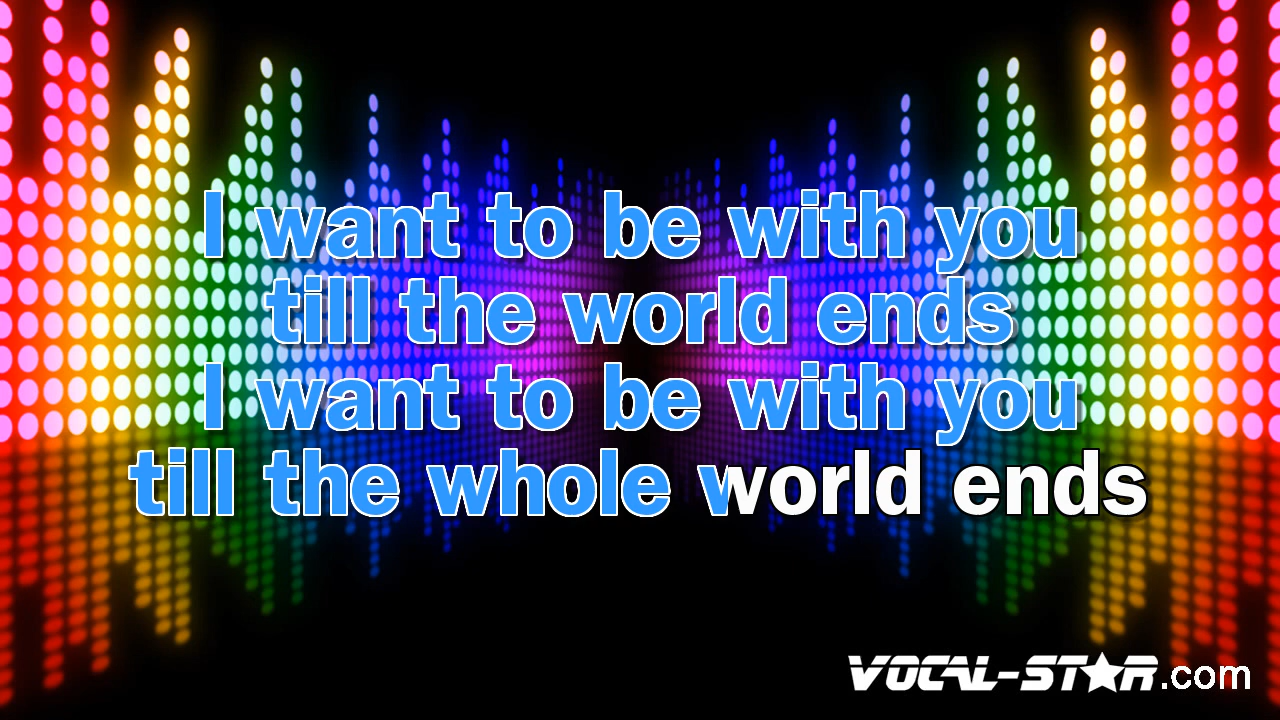 I want to be with you
till the world ends
I want to be with you
till the whole world ends
VOCAL-STAR.com